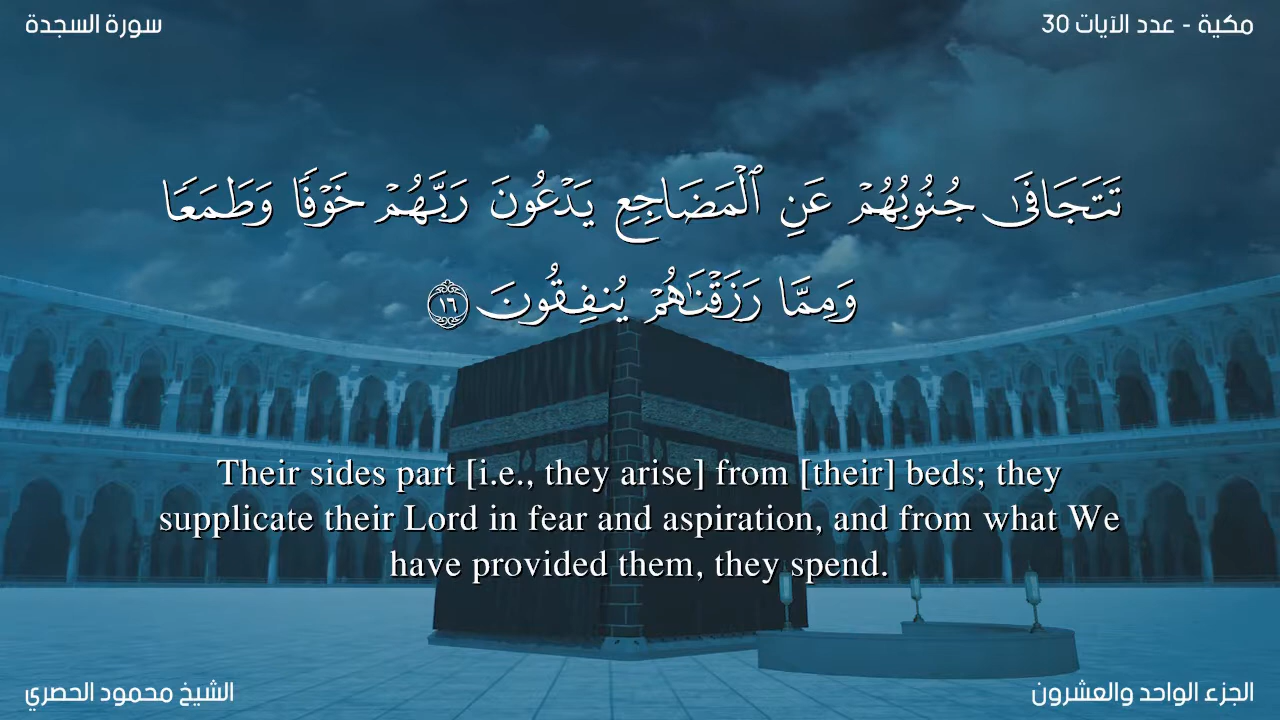 مكية - عدد الآيات 30
سورة السجدة
تَتَجَافَىٰ جُنُوبُهُمْ عَنِ ٱلْمَضَاجِعِ يَدْعُونَ رَبَّهُمْ خَوْفًا وَطَمَعًا
وَمِمَّا رَزَقْنَاهُمْ يُنفِقُونَ ١٦
Their sides part [i.e., they arise] from [their] beds; they
supplicate their Lord in fear and aspiration, and from what We
have provided them, they spend.
الجزء الواحد والعشرون
الشيخ محمود الحصري